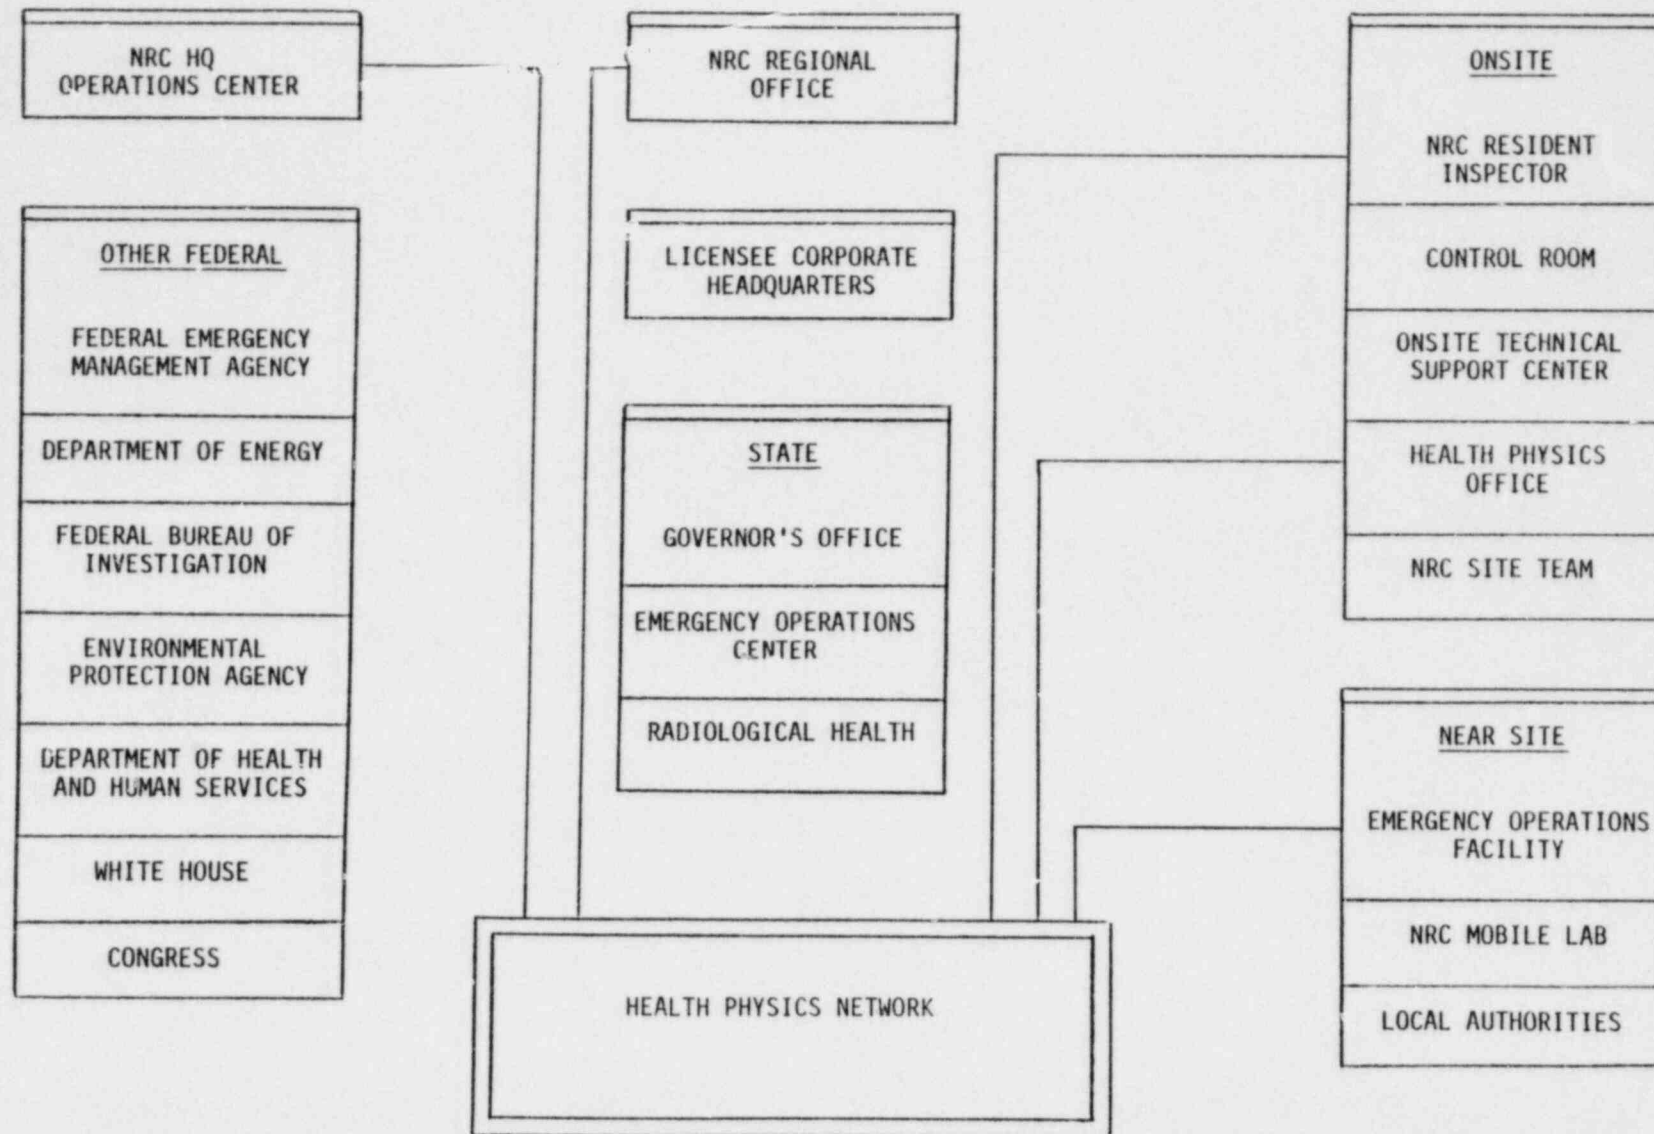 NRC HQ
OPERATIONS CENTER
OTHER FEDERAL
FEDERAL EMERGENCY
MANAGEMENT AGENCY
DEPARTMENT OF ENERGY
FEDERAL BUREAU OF
INVESTIGATION
ENVIRONMENTAL
PROTECTION AGENCY
DEPARTMENT OF HEALTH
AND HUMAN SERVICES
WHITE HOUSE
CONGRESS
NRC REGIONAL
OFFICE
LICENSEE CORPORATE
HEADQUARTERS
STATE
GOVERNOR'S OFFICE
EMERGENCY OPERATIONS
CENTER
RADIOLOGICAL HEALTH
HEALTH PHYSICS NETWORK
ONSITE
NRC RESIDENT
INSPECTOR
CONTROL ROOM
ONSITE TECHNICAL
SUPPORT CENTER
HEALTH PHYSICS
OFFICE
NRC SITE TEAM
NEAR SITE
EMERGENCY OPERATIONS
FACILITY
NRC MOBILE LAB
LOCAL AUTHORITIES